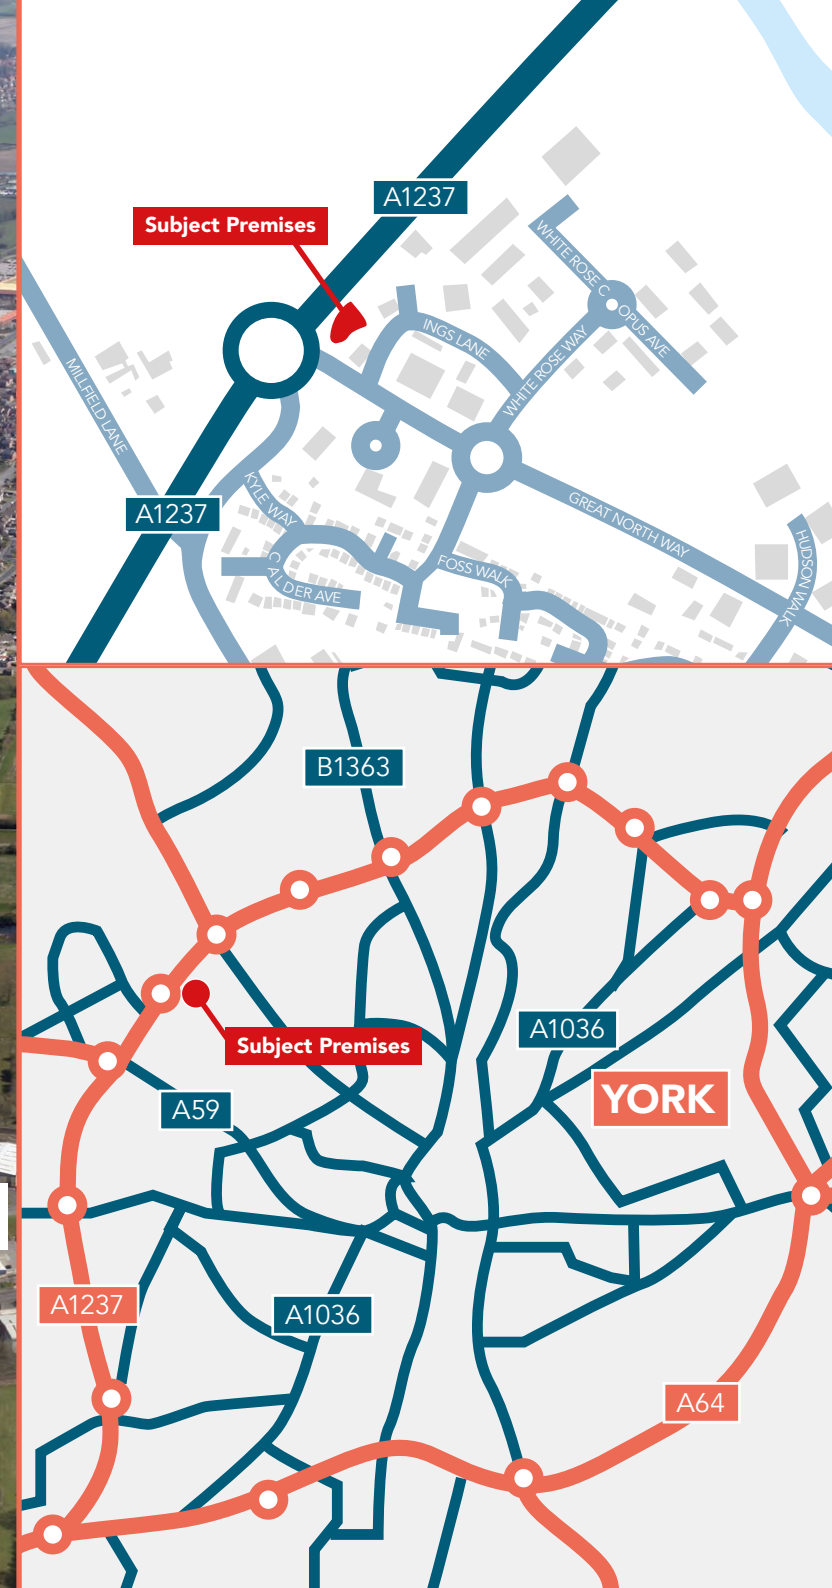 A1237
Subject Premises
WHITE ROSE C
OPUS AVE
INGS LANE
WHITE ROSE WAY
MILLFIELD LANE
A1237
KYLE WAY
GREAT NORTH WAY
HUDSON WALK
FOSS WALK
CALDER AVE
B1363
A1036
Subject Premises
YORK
A59
A1237
A1036
A64